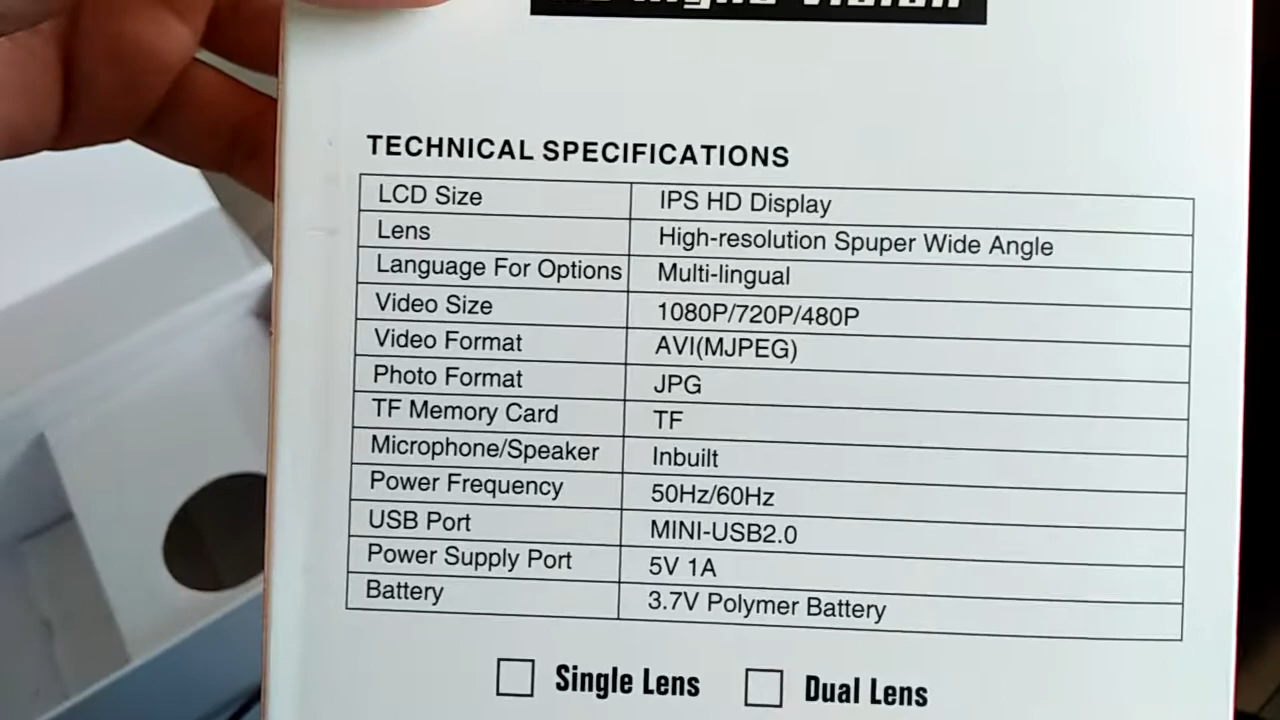 Night Vision
TECHNICAL SPECIFICATIONS
LCD Size IPS HD Display
Lens High-resolution Spuper Wide Angle
Language For Options Multi-lingual
Video Size 1080P/720P/480P
Video Format AVI(MJPEG)
Photo Format JPG
TF Memory Card TF
Microphone/Speaker Inbuilt
Power Frequency 50Hz/60Hz
USB Port MINI-USB2.0
Power Supply Port 5V 1A
Battery 3.7V Polymer Battery
Single Lens Dual Lens